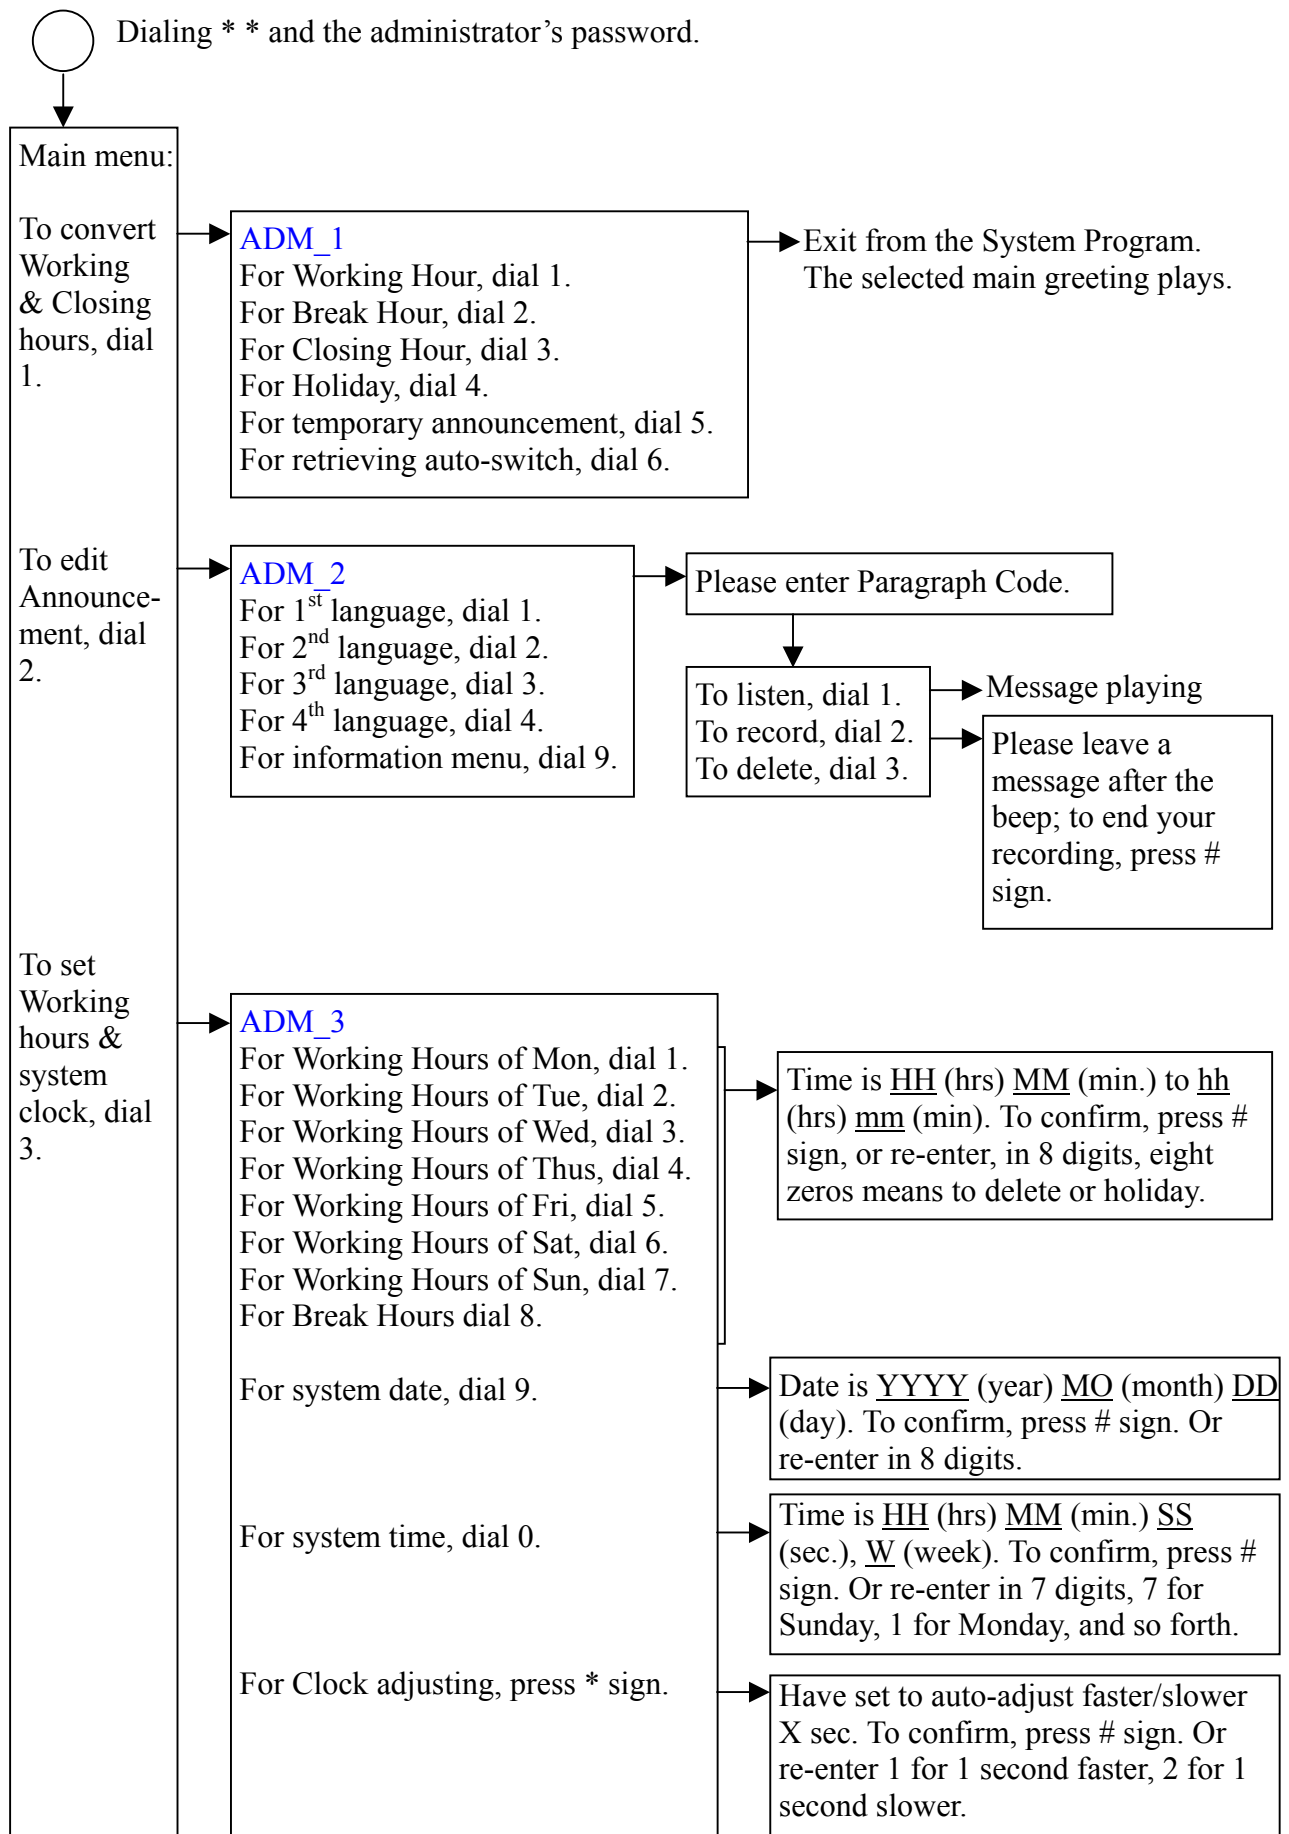 Dialing * * and the administrator’s password.
Main menu:
To convert
Working
& Closing
hours, dial
1.
ADM_1
For Working Hour, dial 1.
For Break Hour, dial 2.
For Closing Hour, dial 3.
For Holiday, dial 4.
For temporary announcement, dial 5.
For retrieving auto-switch, dial 6.
Exit from the System Program.
The selected main greeting plays.
To edit
Announce-
ment, dial
2.
ADM_2
For 1st language, dial 1.
For 2nd language, dial 2.
For 3rd language, dial 3.
For 4th language, dial 4.
For information menu, dial 9.
Please enter Paragraph Code.
To listen, dial 1.
To record, dial 2.
To delete, dial 3.
Message playing
Please leave a
message after the
beep; to end your
recording, press #
sign.
To set
Working
hours &
system
clock, dial
3.
ADM_3
For Working Hours of Mon, dial 1.
For Working Hours of Tue, dial 2.
For Working Hours of Wed, dial 3.
For Working Hours of Thus, dial 4.
For Working Hours of Fri, dial 5.
For Working Hours of Sat, dial 6.
For Working Hours of Sun, dial 7.
For Break Hours dial 8.
Time is HH (hrs) MM (min.) to hh
(hrs) mm (min). To confirm, press #
sign, or re-enter, in 8 digits, eight
zeros means to delete or holiday.
For system date, dial 9.
Date is YYYY (year) MO (month) DD
(day). To confirm, press # sign. Or
re-enter in 8 digits.
For system time, dial 0.
Time is HH (hrs) MM (min.) SS
(sec.), W (week). To confirm, press #
sign. Or re-enter in 7 digits, 7 for
Sunday, 1 for Monday, and so forth.
For Clock adjusting, press * sign.
Have set to auto-adjust faster/slower
X sec. To confirm, press # sign. Or
re-enter 1 for 1 second faster, 2 for 1
second slower.